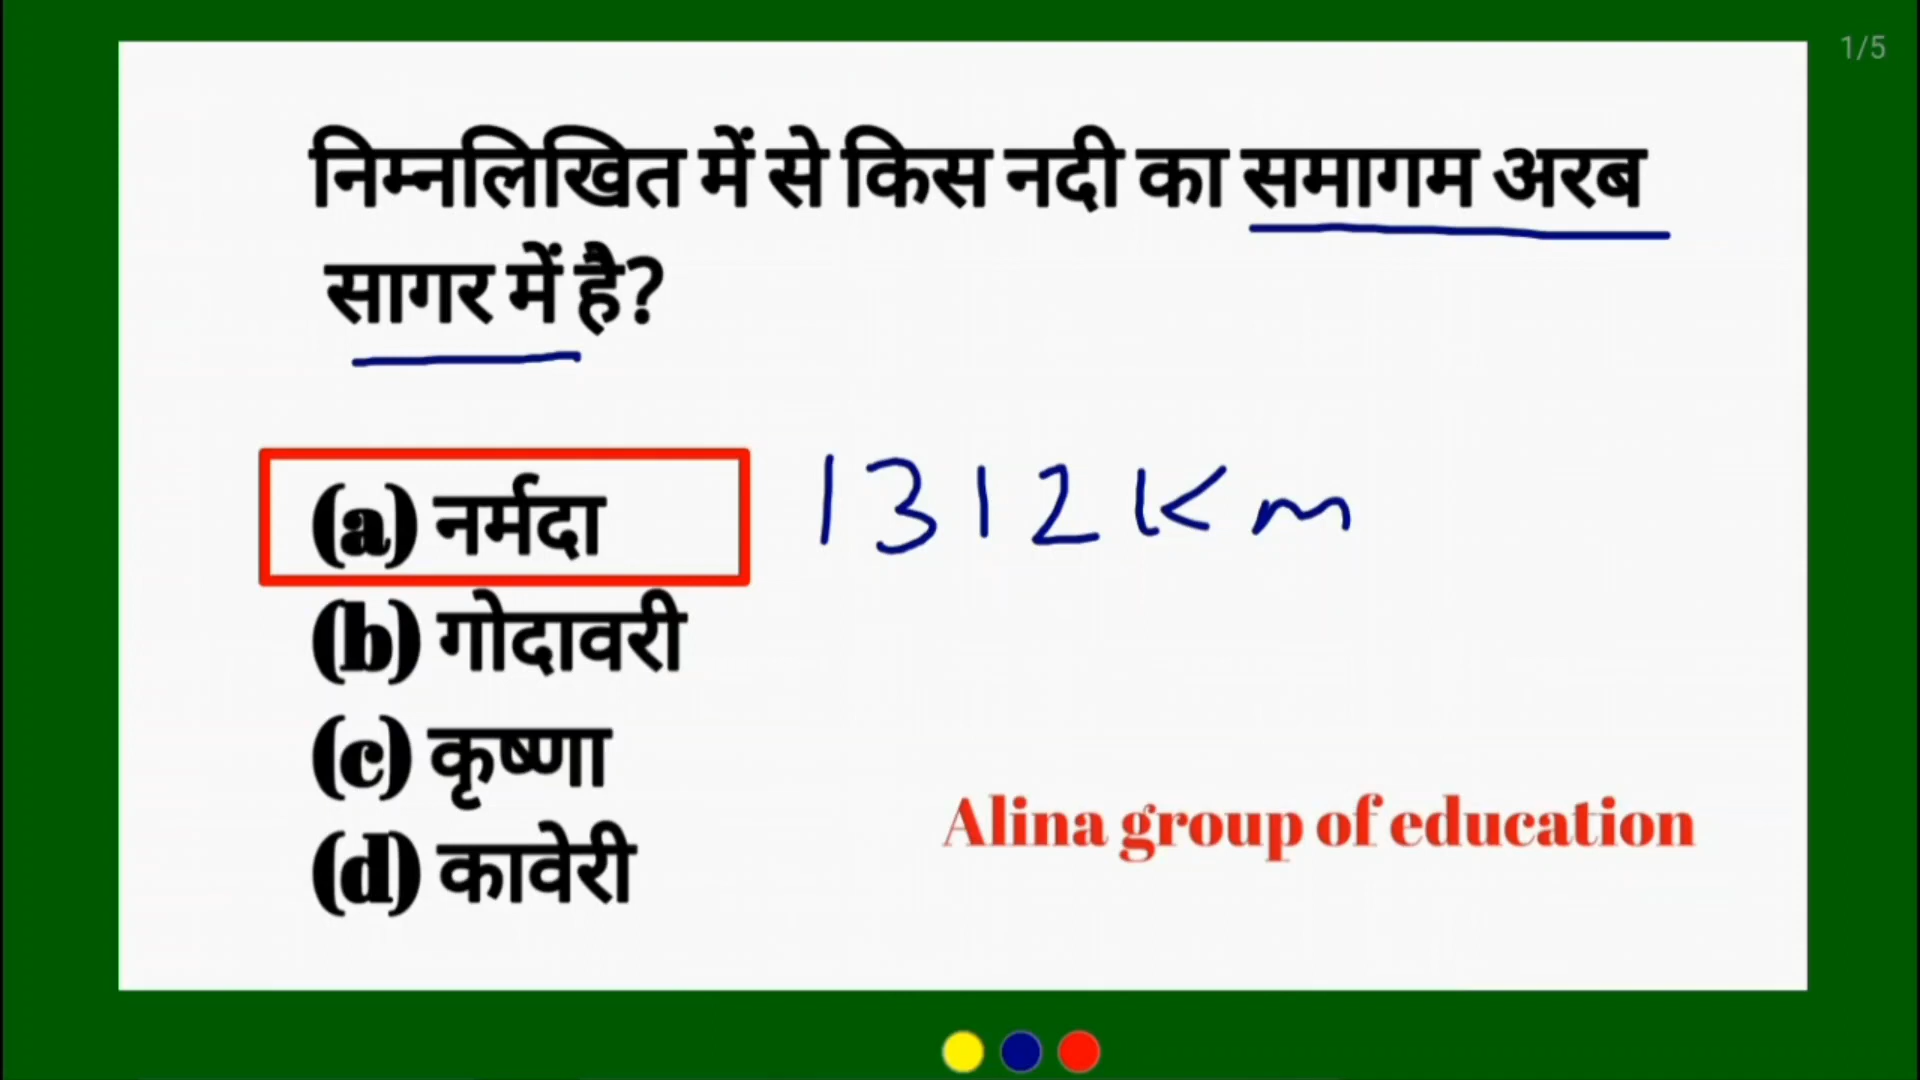 1/5
निम्नलिखित में से किस नदी का समागम अरब
सागर में है?
(a) नर्मदा 1312 Km
(b) गोदावरी
(c) कृष्णा
(d) कावेरी
Alina group of education